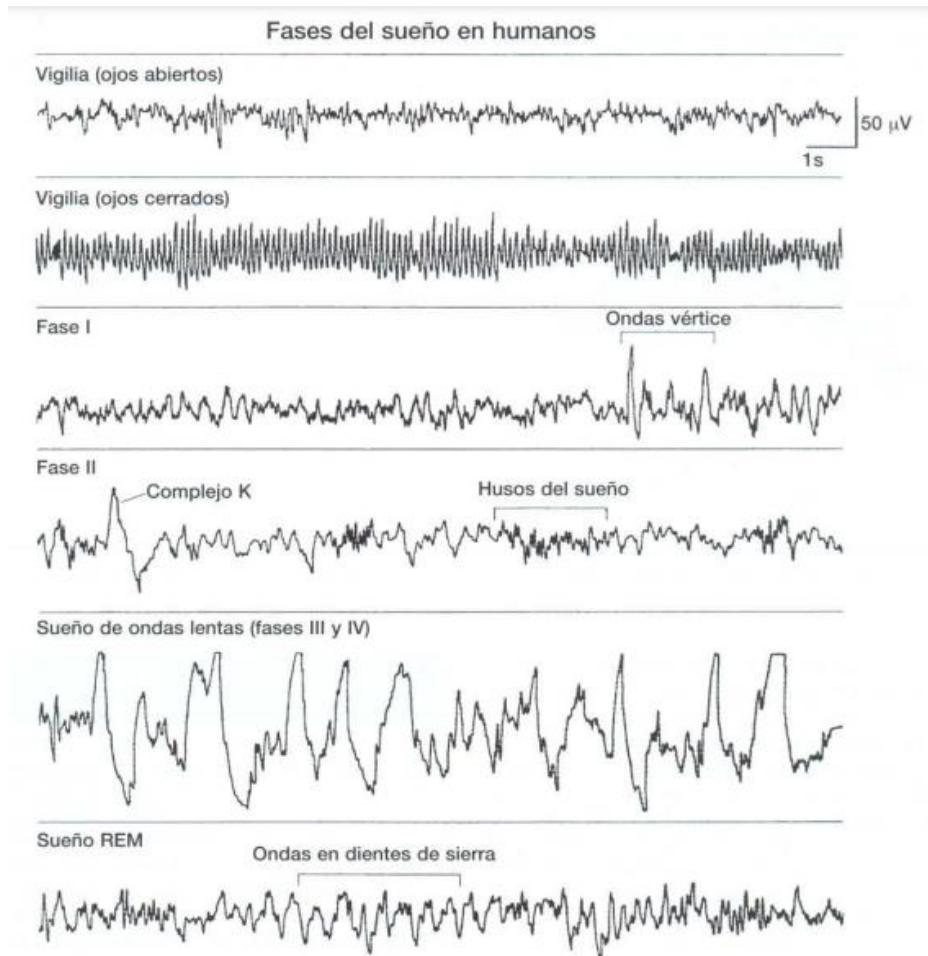 Fases del sueño en humanos
Vigilia (ojos abiertos)
50 μV
1s
Vigilia (ojos cerrados)
Fase I
Ondas vértice
Fase II
Complejo K
Husos del sueño
Sueño de ondas lentas (fases III y IV)
Sueño REM
Ondas en dientes de sierra